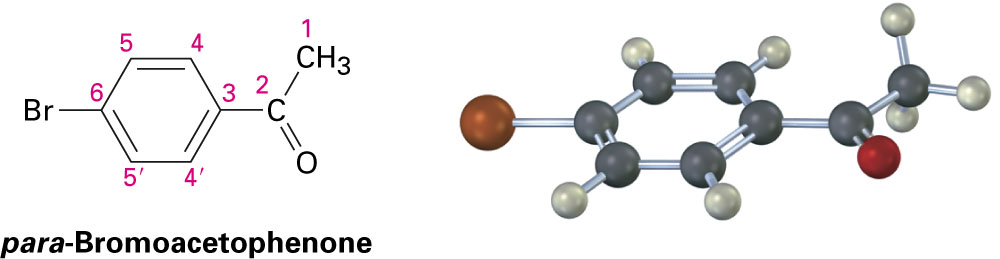 1
CH3
5 4
2
6 3
Br C
O
5′ 4′
para-Bromoacetophenone